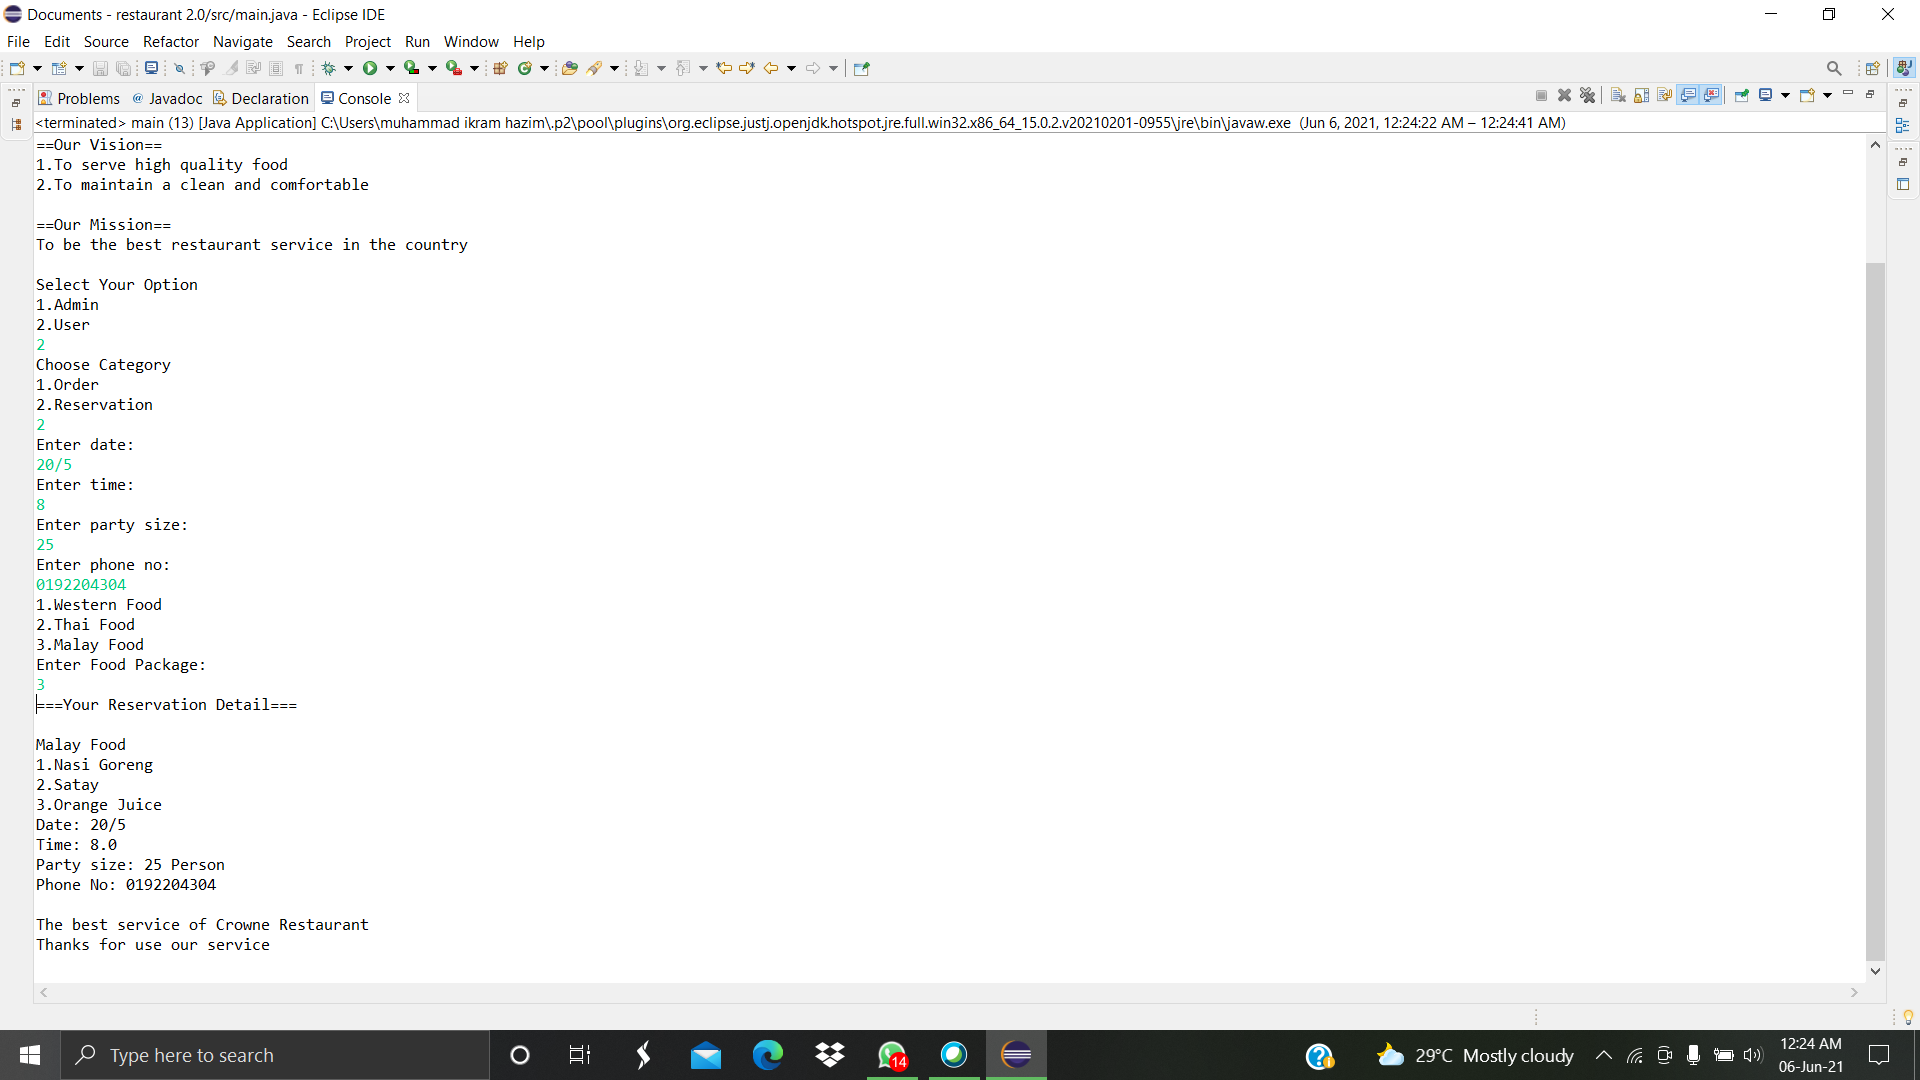 Documents - restaurant 2.0/src/main.java - Eclipse IDE
File Edit Source Refactor Navigate Search Project Run Window Help
Problems @ Javadoc Declaration Console
<terminated> main (13) [Java Application] C:\Users\muhammad ikram hazim\.p2\pool\plugins\org.eclipse.justj.openjdk.hotspot.jre.full.win32.x86_64_15.0.2.v20210201-0955\jre\bin\javaw.exe (Jun 6, 2021, 12:24:22 AM – 12:24:41 AM)
==Our Vision==
1.To serve high quality food
2.To maintain a clean and comfortable
==Our Mission==
To be the best restaurant service in the country
Select Your Option
1.Admin
2.User
2
Choose Category
1.Order
2.Reservation
2
Enter date:
20/5
Enter time:
8
Enter party size:
25
Enter phone no:
0192204304
1.Western Food
2.Thai Food
3.Malay Food
Enter Food Package:
3
===Your Reservation Detail===
Malay Food
1.Nasi Goreng
2.Satay
3.Orange Juice
Date: 20/5
Time: 8.0
Party size: 25 Person
Phone No: 0192204304
The best service of Crowne Restaurant
Thanks for use our service
Type here to search
14
29°C Mostly cloudy
12:24 AM
06-Jun-21